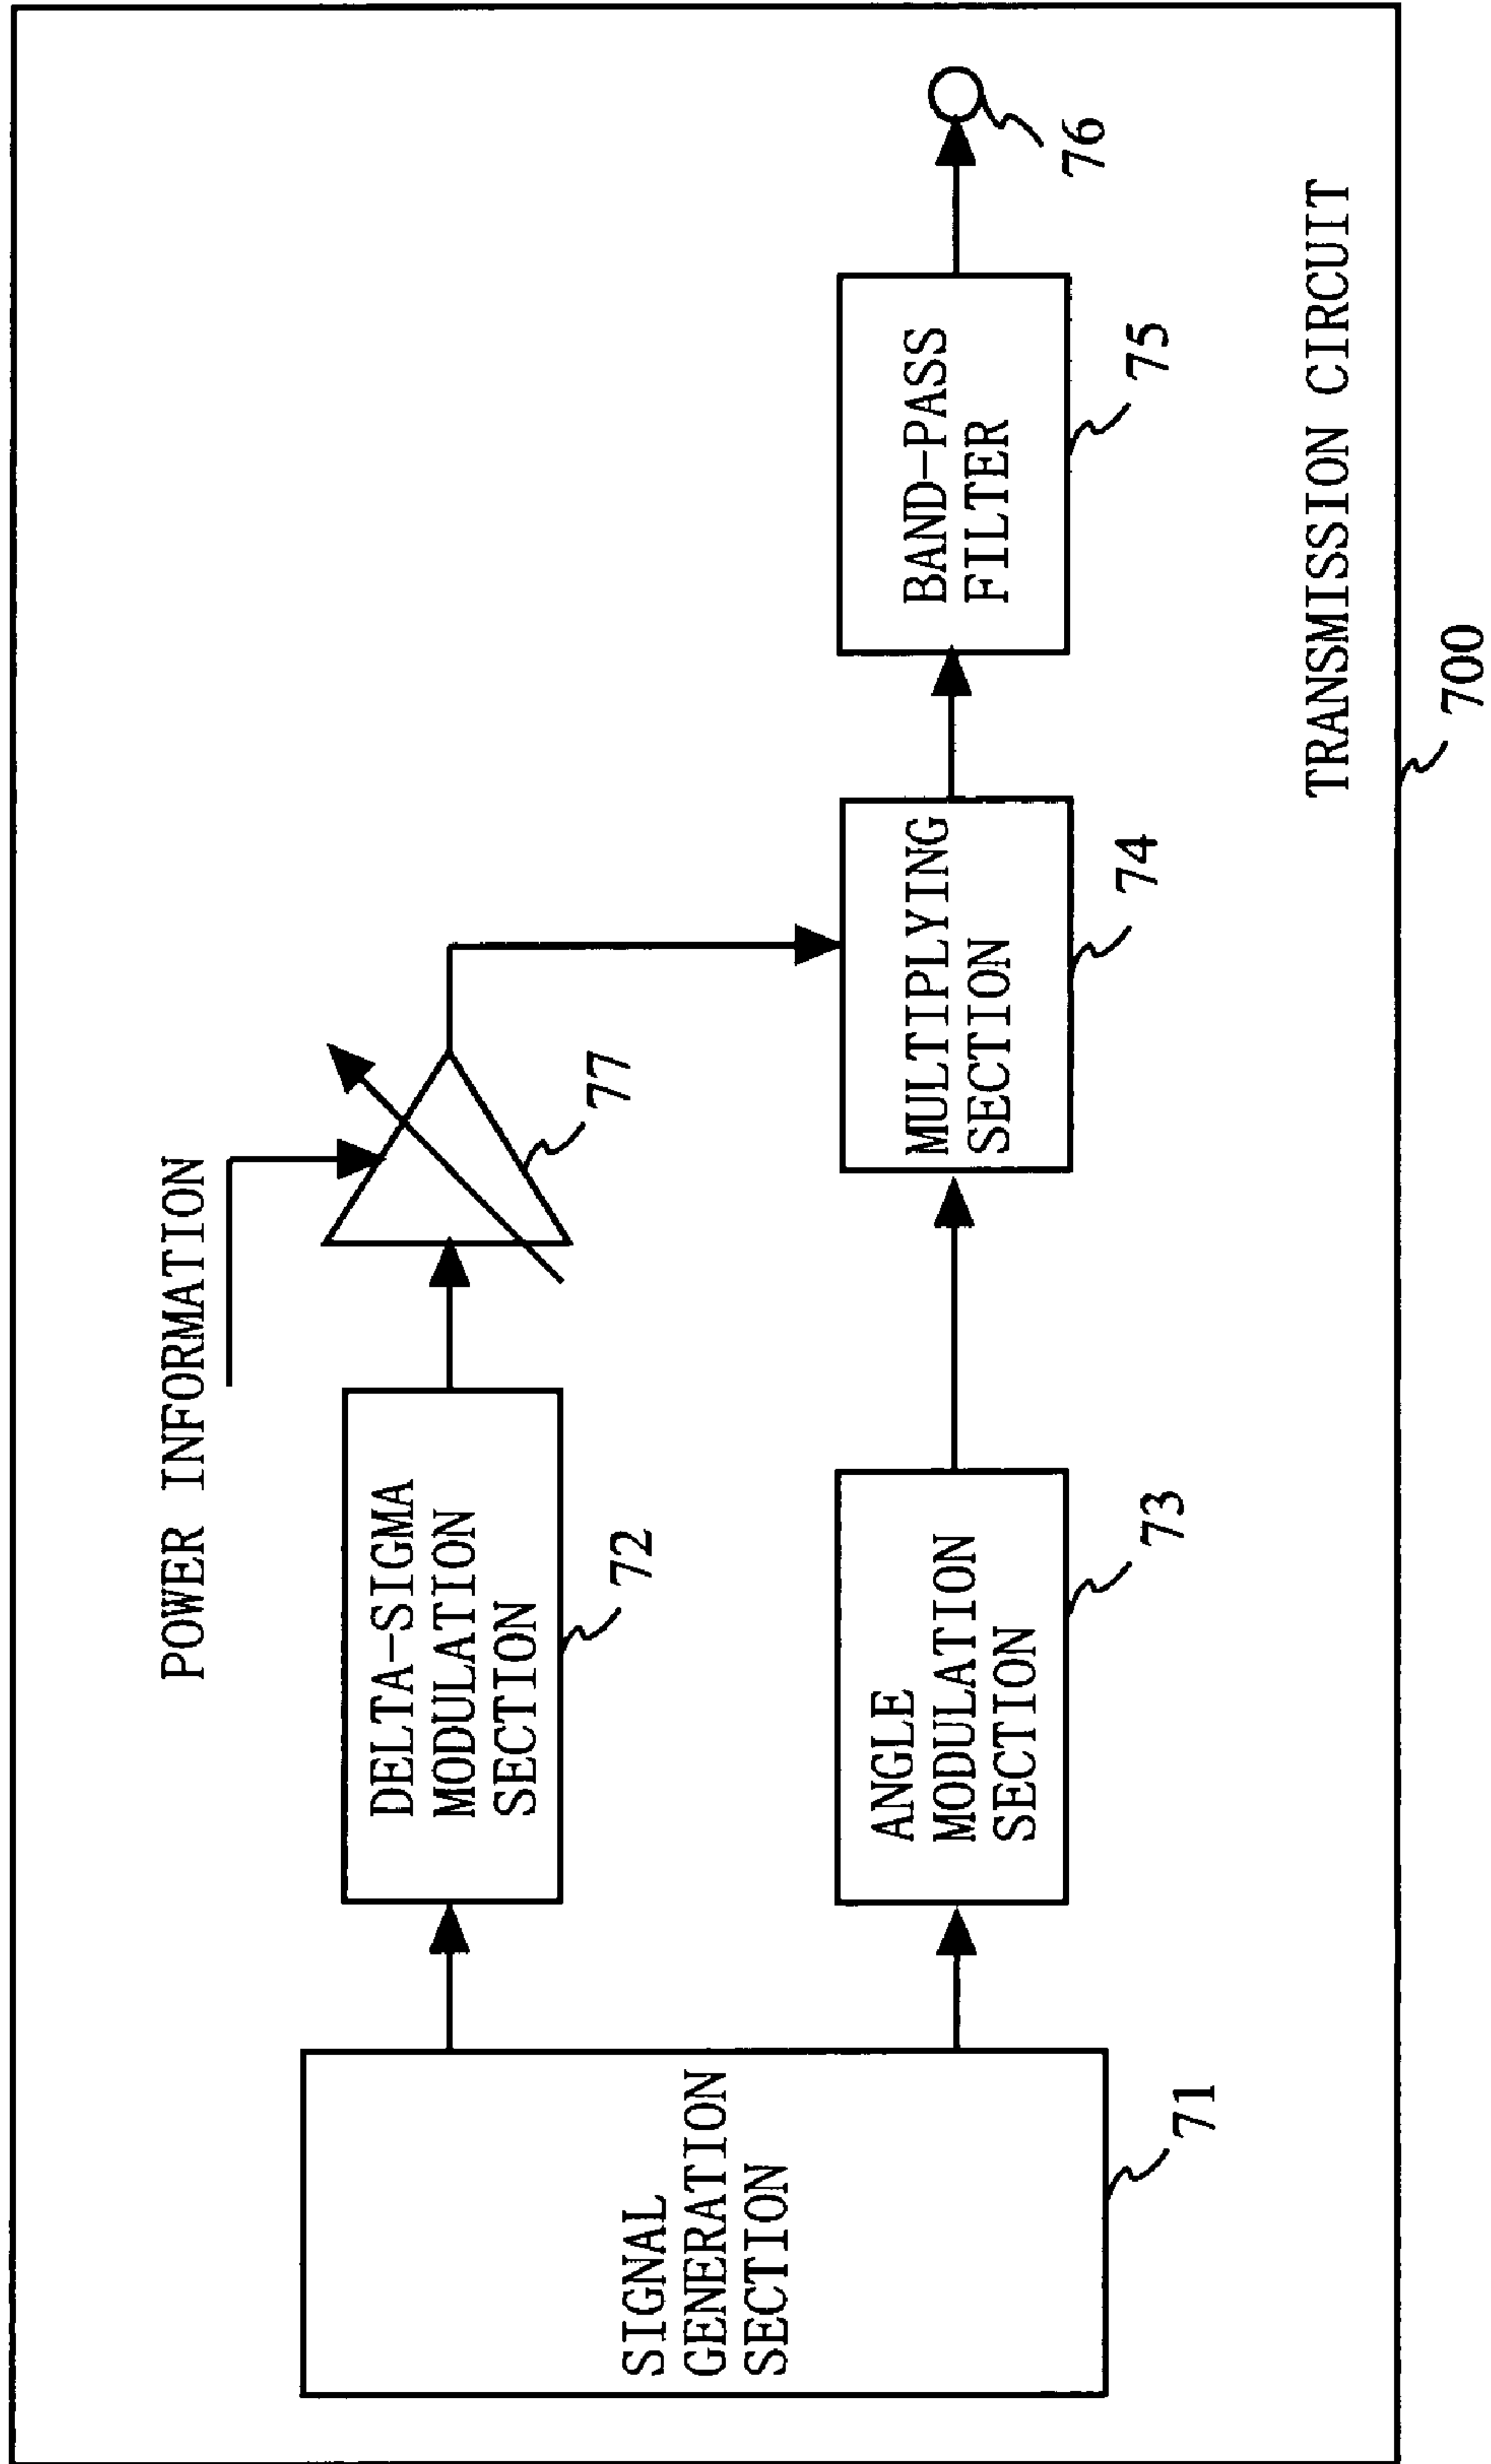 POWER INFORMATION
SIGNAL
GENERATION
SECTION
71
DELTA-SIGMA
MODULATION
SECTION
72
77
ANGLE
MODULATION
SECTION
73
MULTIPLYING
SECTION
74
BAND-PASS
FILTER
75
76
TRANSMISSION CIRCUIT
700